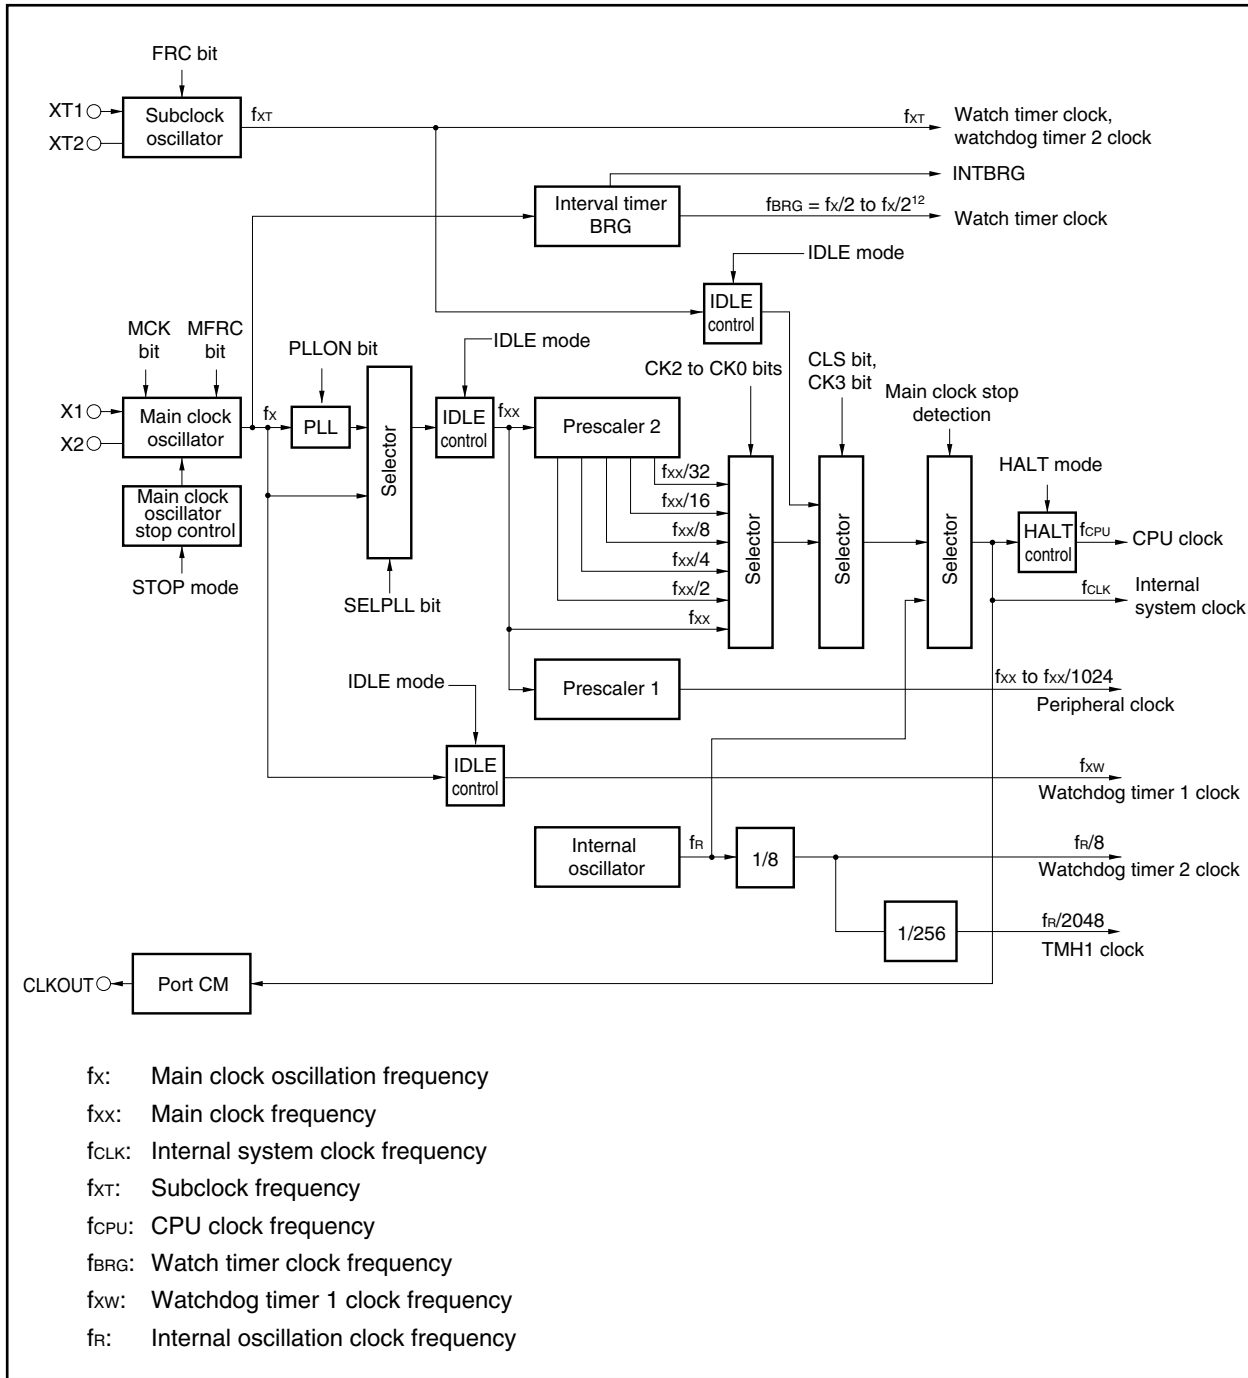 FRC bit
XT1
XT2
Subclock
oscillator
fXT
fXT
Watch timer clock,
watchdog timer 2 clock
INTBRG
Interval timer
BRG
fBRG = fX/2 to fX/2¹²
Watch timer clock
IDLE mode
IDLE
control
MCK
bit
MFRC
bit
PLLON bit
IDLE mode
CK2 to CK0 bits
CLS bit,
CK3 bit
Main clock stop
detection
X1
X2
Main clock
oscillator
fX
PLL
Selector
IDLE
control
fXX
Prescaler 2
HALT mode
Main clock
oscillator
stop control
STOP mode
SELPLL bit
fXX/32
fXX/16
fXX/8
fXX/4
fXX/2
fXX
Selector
Selector
Selector
HALT
control
fCPU
CPU clock
fCLK
Internal
system clock
IDLE mode
Prescaler 1
fXX to fXX/1024
Peripheral clock
IDLE
control
fXW
Watchdog timer 1 clock
Internal
oscillator
fR
1/8
fR/8
Watchdog timer 2 clock
1/256
fR/2048
TMH1 clock
CLKOUT
Port CM
fX: Main clock oscillation frequency
fXX: Main clock frequency
fCLK: Internal system clock frequency
fXT: Subclock frequency
fCPU: CPU clock frequency
fBRG: Watch timer clock frequency
fXW: Watchdog timer 1 clock frequency
fR: Internal oscillation clock frequency